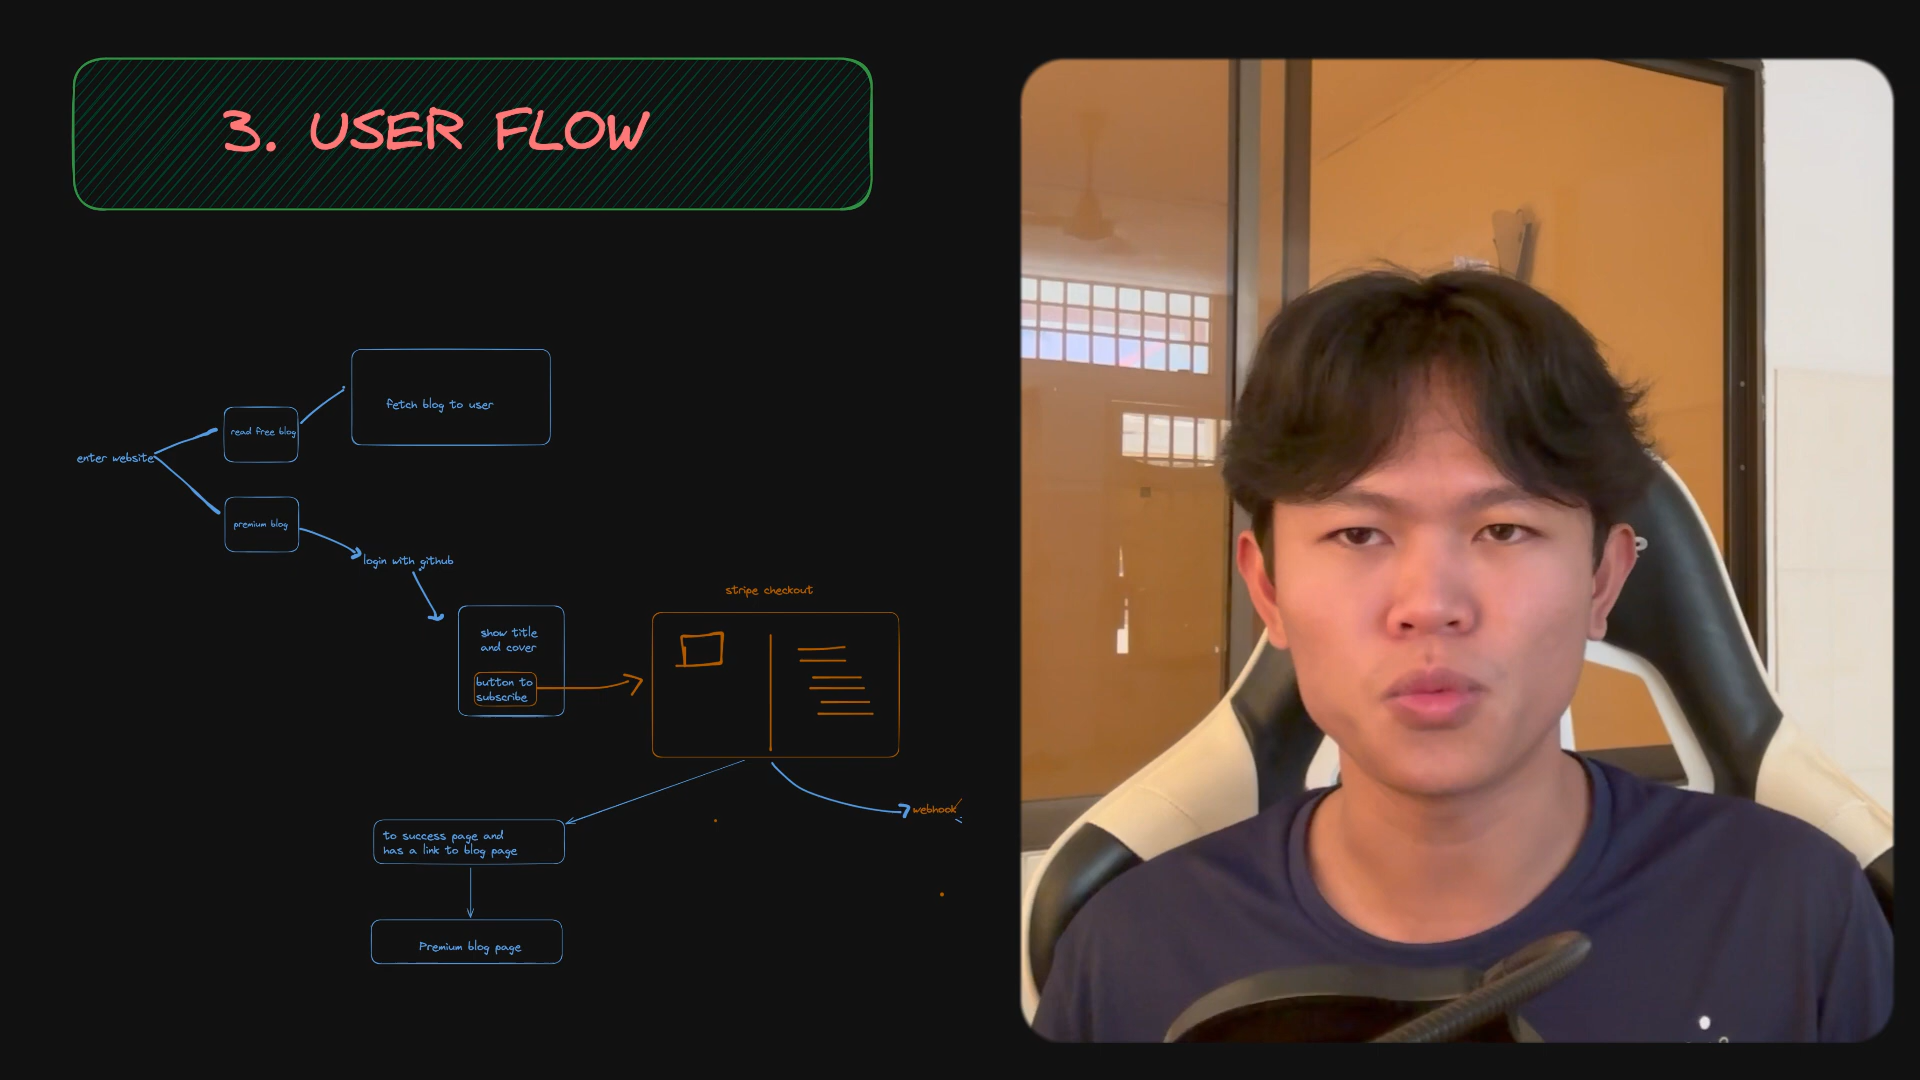 3. USER FLOW
fetch blog to user
read free blog
enter website
premium blog
login with github
stripe checkout
show title
and cover
button to
subscribe
webhook
to success page and
has a link to blog page
Premium blog page